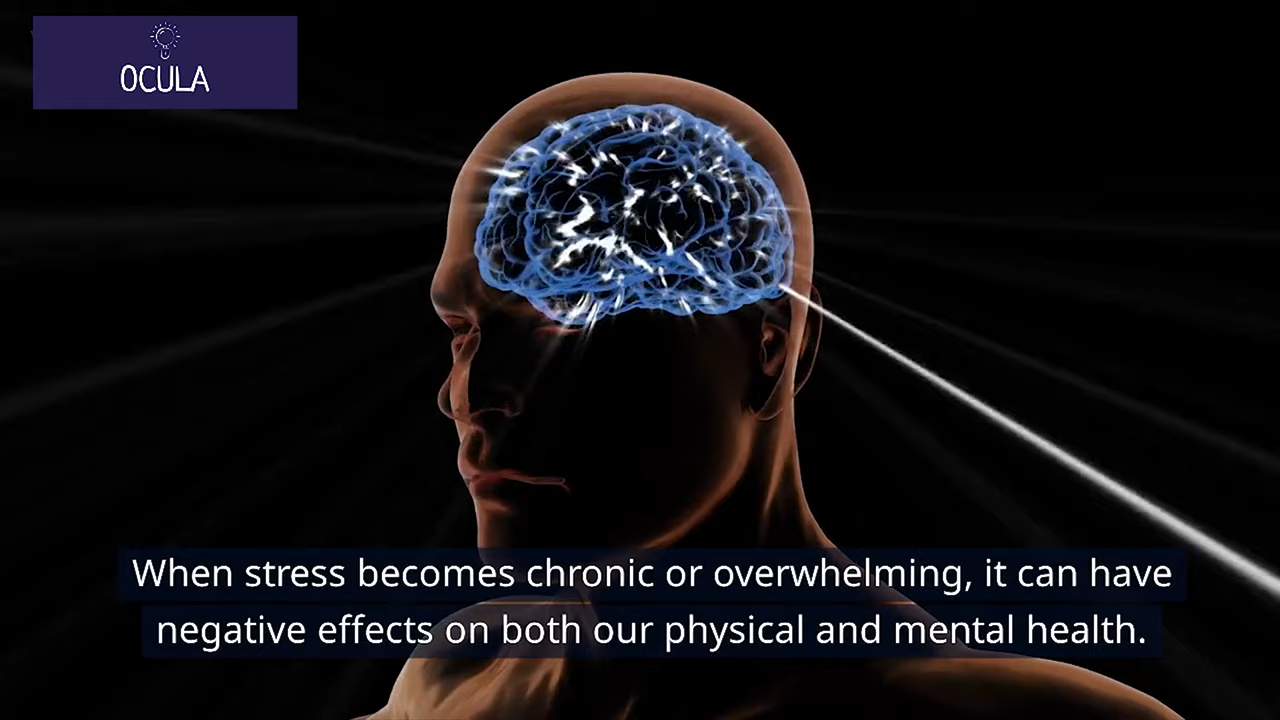 OCULA
When stress becomes chronic or overwhelming, it can have
negative effects on both our physical and mental health.